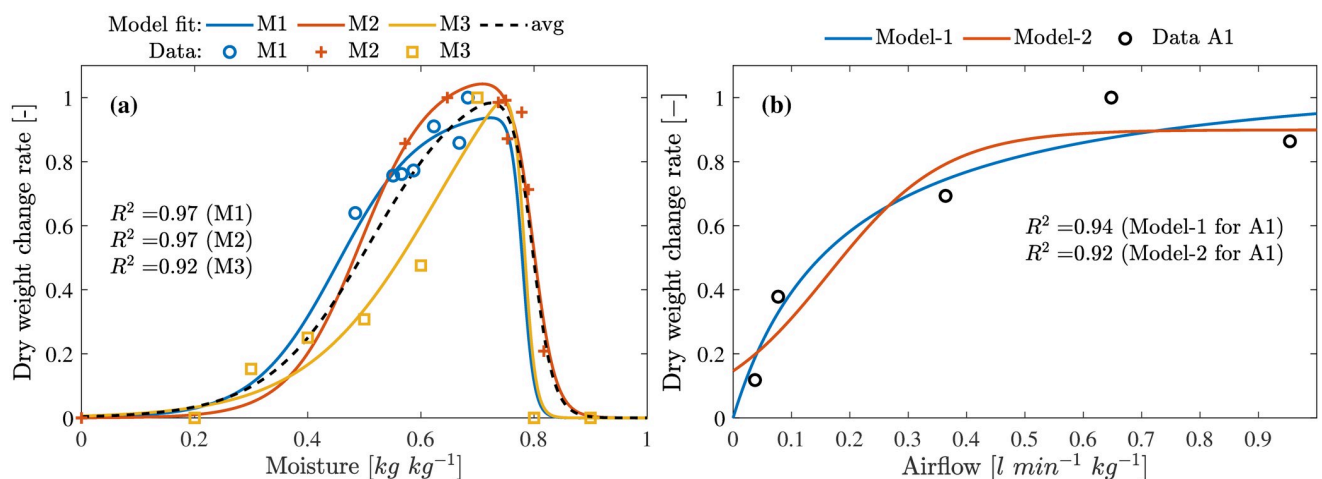 Model fit: M1 M2 M3 avg
Data: M1 M2 M3
(a)
R² =0.97 (M1)
R² =0.97 (M2)
R² =0.92 (M3)
Dry weight change rate [-]
1
0.8
0.6
0.4
0.2
0
0 0.2 0.4 0.6 0.8 1
Moisture [kg kg⁻¹]
Model-1 Model-2 Data A1
(b)
R² =0.94 (Model-1 for A1)
R² =0.92 (Model-2 for A1)
Dry weight change rate [—]
1
0.8
0.6
0.4
0.2
0
0 0.1 0.2 0.3 0.4 0.5 0.6 0.7 0.8 0.9
Airflow [l min⁻¹ kg⁻¹]